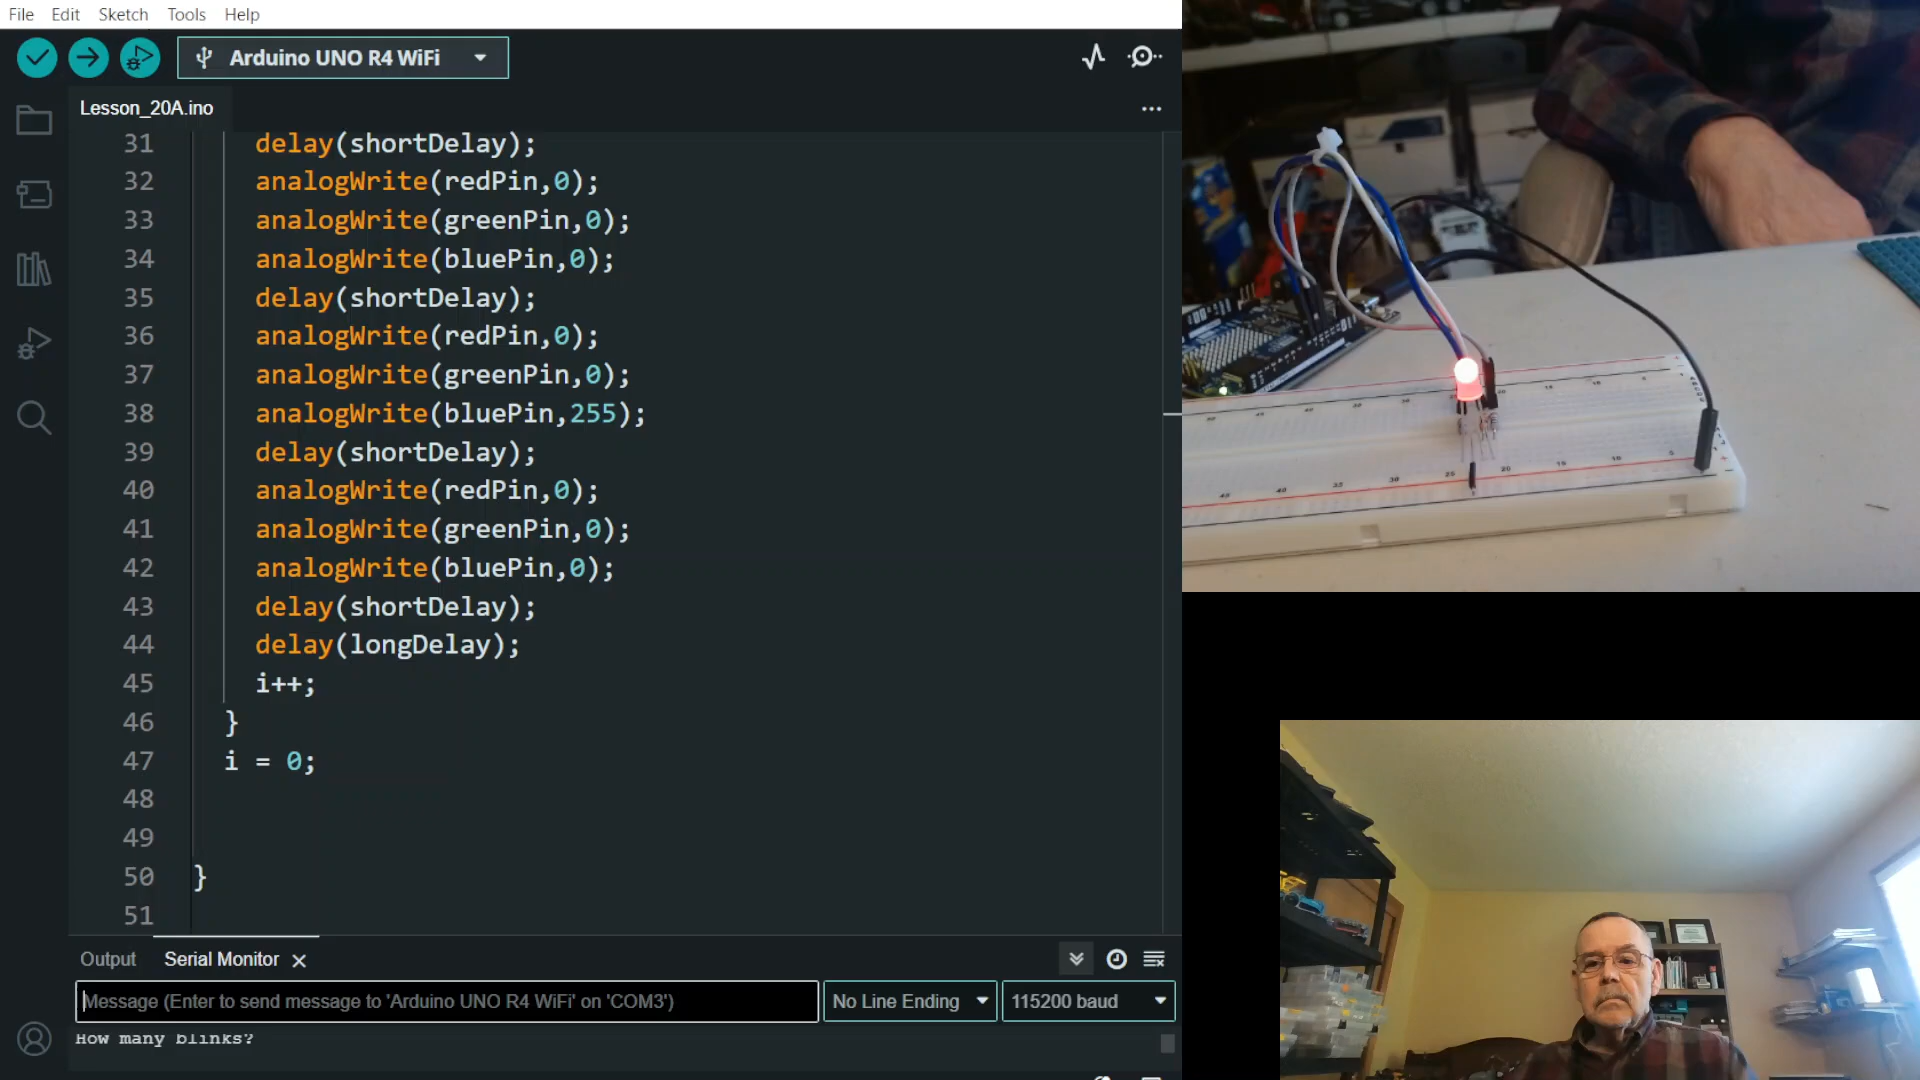 File Edit Sketch Tools Help
Arduino UNO R4 WiFi
Lesson_20A.ino
31 delay(shortDelay);
32 analogWrite(redPin,0);
33 analogWrite(greenPin,0);
34 analogWrite(bluePin,0);
35 delay(shortDelay);
36 analogWrite(redPin,0);
37 analogWrite(greenPin,0);
38 analogWrite(bluePin,255);
39 delay(shortDelay);
40 analogWrite(redPin,0);
41 analogWrite(greenPin,0);
42 analogWrite(bluePin,0);
43 delay(shortDelay);
44 delay(longDelay);
45 i++;
46 }
47 i = 0;
48
49
50 }
51
Output Serial Monitor
Message (Enter to send message to 'Arduino UNO R4 WiFi' on 'COM3')
No Line Ending
115200 baud
How many blinks?